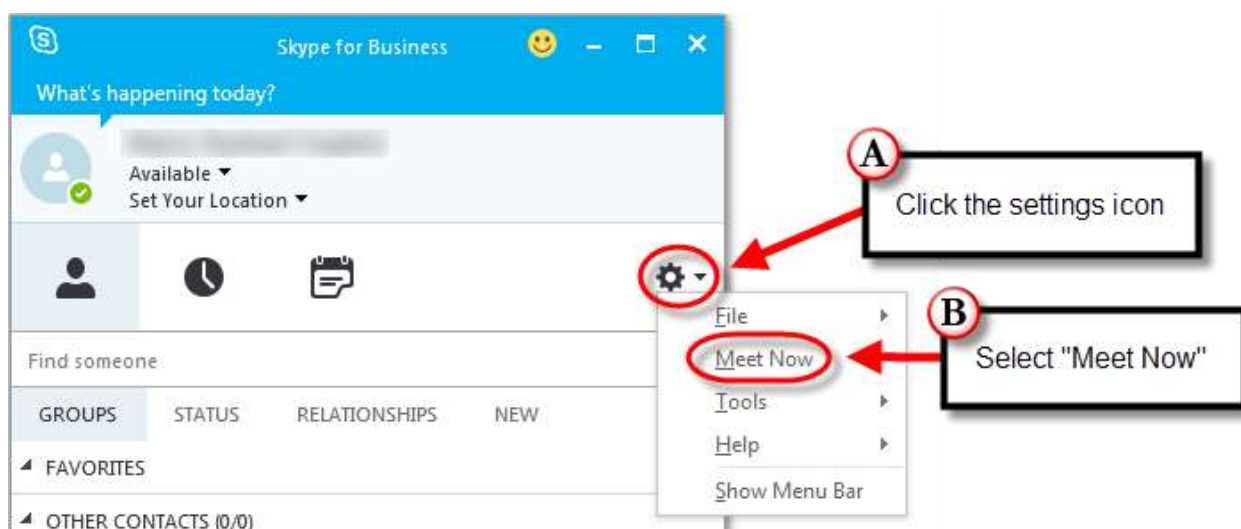 Skype for Business
What's happening today?
Available
Set Your Location
A
Click the settings icon
File
B
Meet Now
Select "Meet Now"
Find someone
Tools
GROUPS STATUS RELATIONSHIPS NEW
Help
FAVORITES
Show Menu Bar
OTHER CONTACTS (0/0)